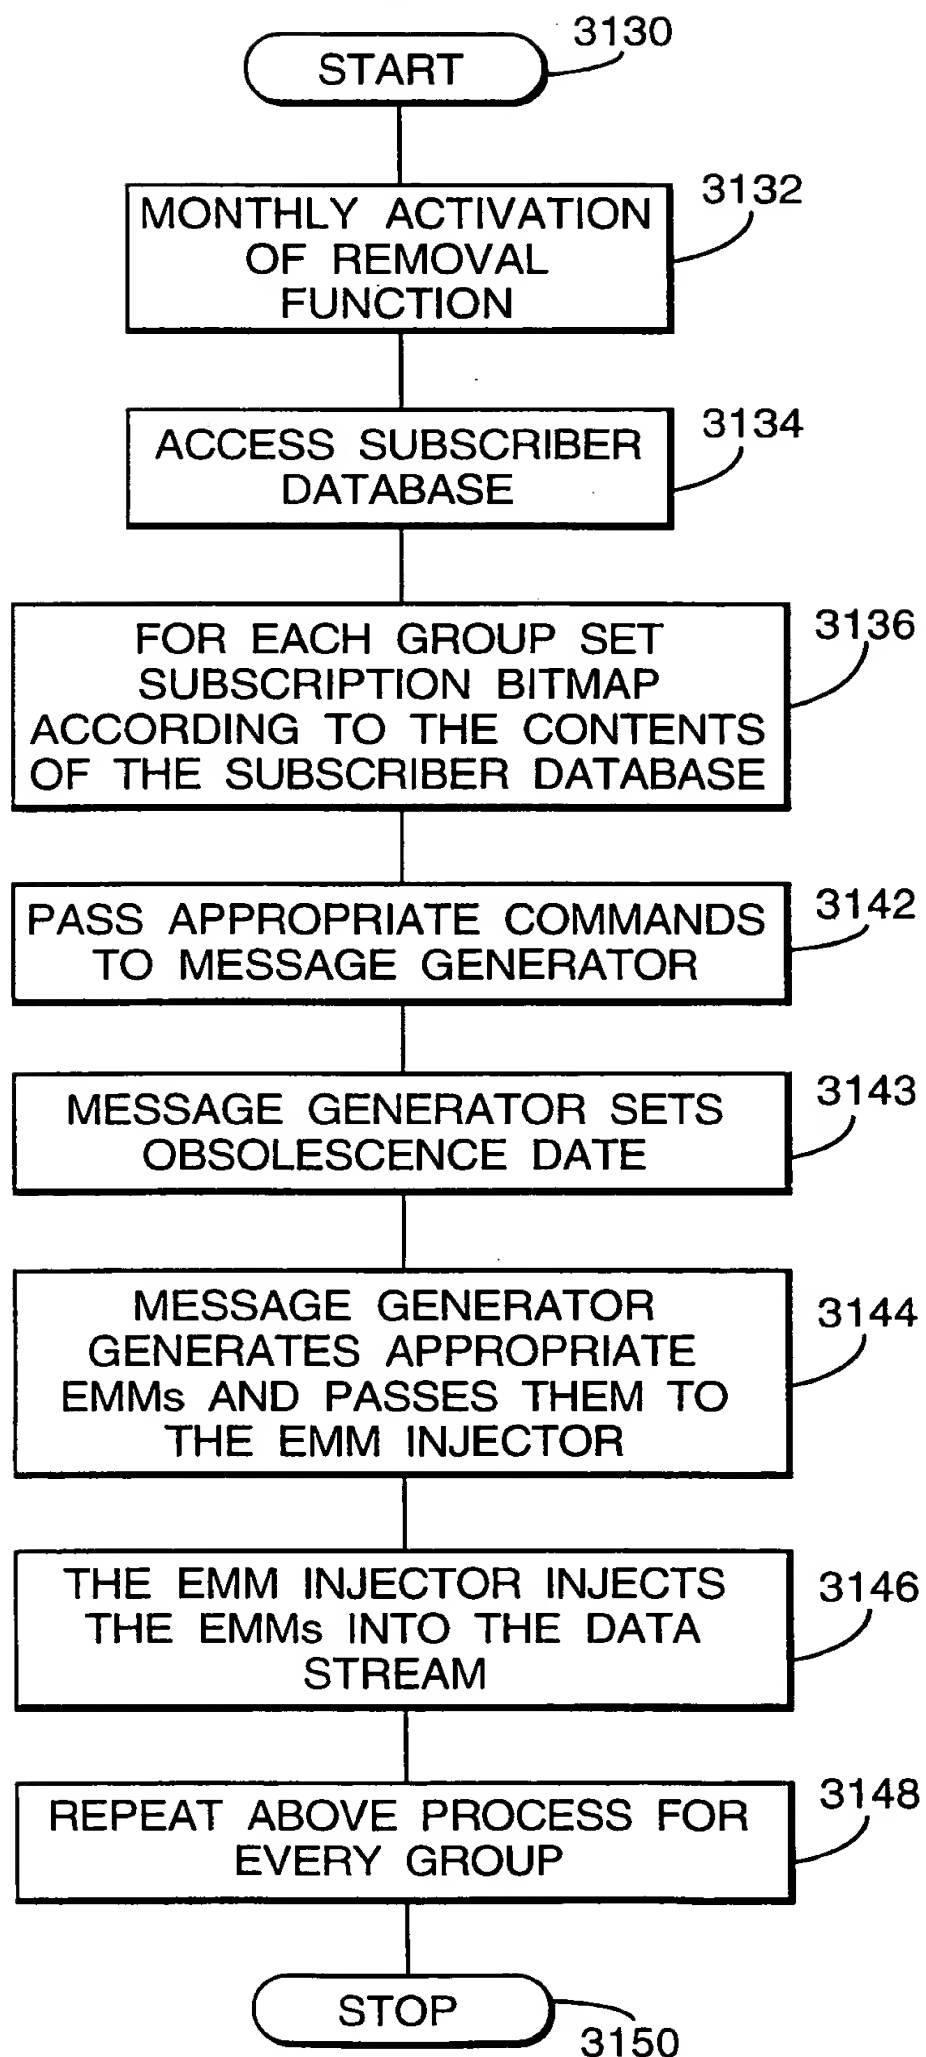 3130
START
3132
MONTHLY ACTIVATION
OF REMOVAL
FUNCTION
3134
ACCESS SUBSCRIBER
DATABASE
3136
FOR EACH GROUP SET
SUBSCRIPTION BITMAP
ACCORDING TO THE CONTENTS
OF THE SUBSCRIBER DATABASE
3142
PASS APPROPRIATE COMMANDS
TO MESSAGE GENERATOR
3143
MESSAGE GENERATOR SETS
OBSOLESCENCE DATE
3144
MESSAGE GENERATOR
GENERATES APPROPRIATE
EMMs AND PASSES THEM TO
THE EMM INJECTOR
3146
THE EMM INJECTOR INJECTS
THE EMMs INTO THE DATA
STREAM
3148
REPEAT ABOVE PROCESS FOR
EVERY GROUP
STOP
3150